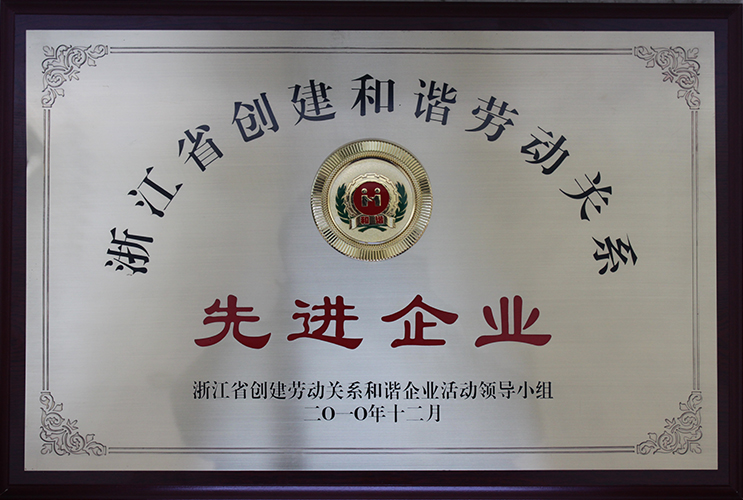 浙江省创建和谐劳动关系
和谐
先进企业
浙江省创建劳动关系和谐企业活动领导小组
二〇一〇年十二月